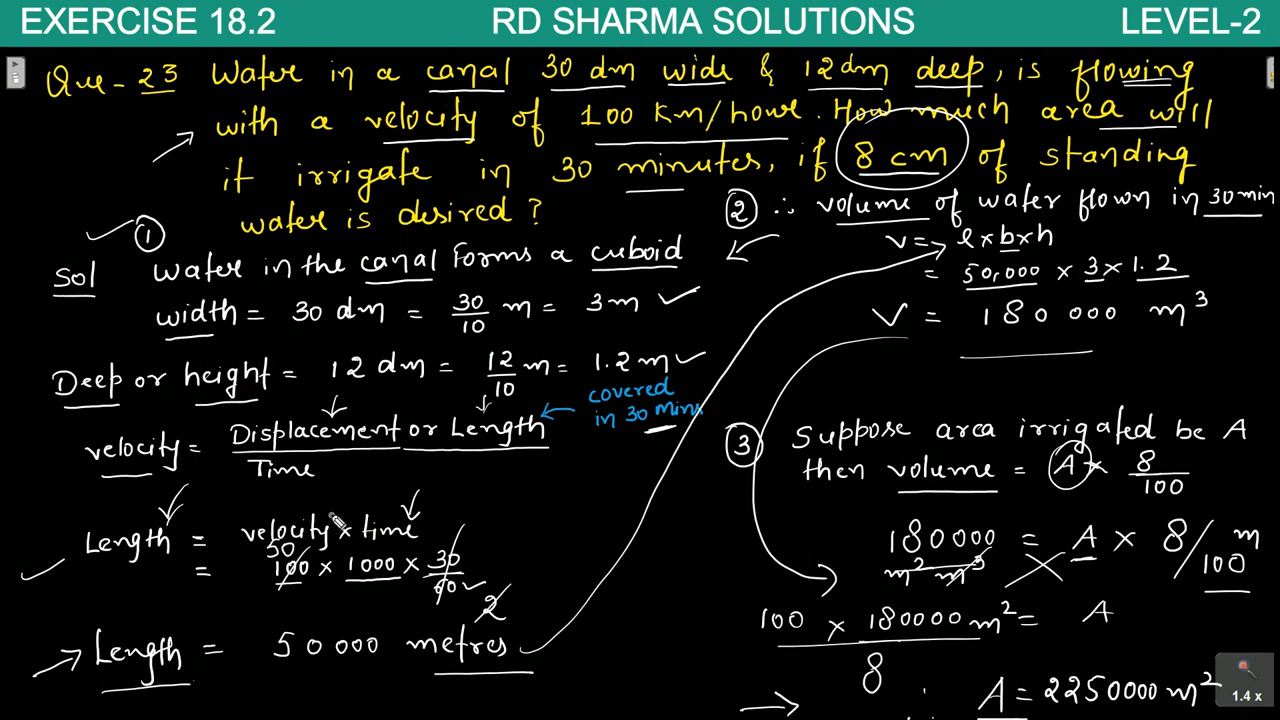 EXERCISE 18.2 RD SHARMA SOLUTIONS LEVEL-2
Que - 23 Water in a canal 30 dm wide & 12 dm deep, is flowing
with a velocity of 100 Km/hour. How much area will
it irrigate in 30 minutes, if 8 cm of standing
water is desired?
①
Sol Water in the canal forms a cuboid
width = 30 dm = 30/10 m = 3 m
Deep or height = 12 dm = 12/10 m = 1.2 m
covered
in 30 mins
velocity = Displacement or Length / Time
Length = velocity × time
50
= 100 × 1000 × 30/60
2
Length = 50000 metres
② ∴ volume of water flown in 30 min
V = l × b × h
= 50,000 × 3 × 1.2
V = 180 000 m³
③ Suppose area irrigated be A
then volume = A × 8/100
180000 = A × 8/100 m
m² m³
100 × 180000 m² / 8 = A
∴ A = 2250000 m²
1.4 x